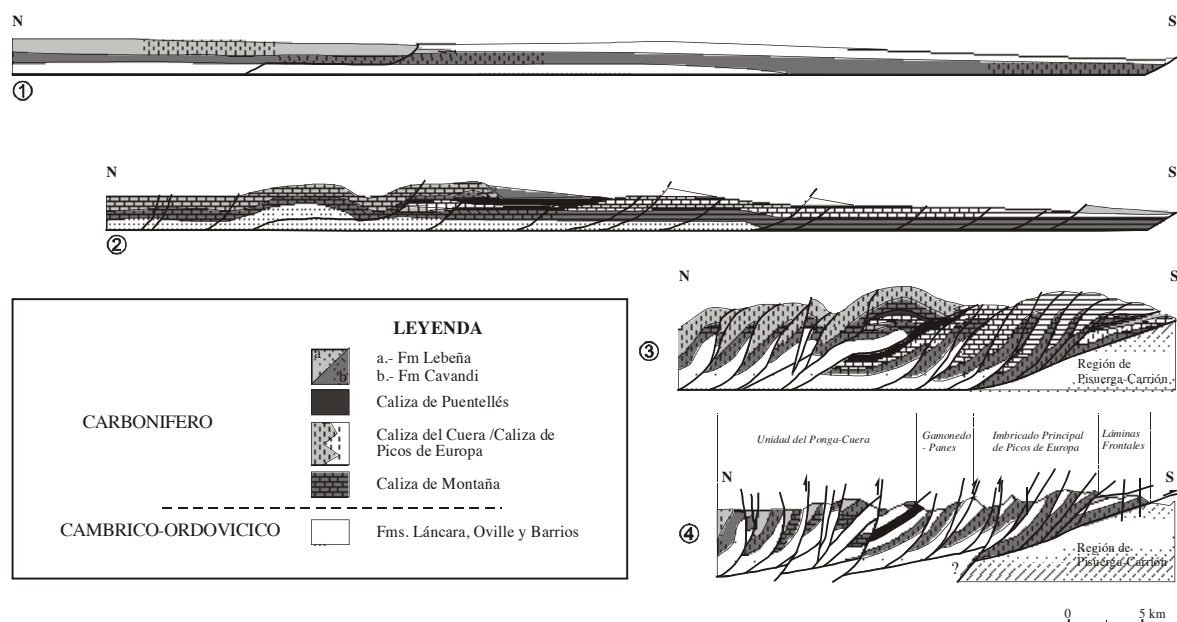 N S
①
N S
②
N S
③
Región de
Pisuerga-Carrión
LEYENDA
a
b
a.- Fm Lebeña
b.- Fm Cavandi
Caliza de Puentellés
CARBONIFERO
Caliza del Cuera /Caliza de
Picos de Europa
Caliza de Montaña
CAMBRICO-ORDOVICICO
Fms. Láncara, Oville y Barrios
Unidad del Ponga-Cuera
Gamonedo
- Panes
Imbricado Principal
de Picos de Europa
Láminas
Frontales
N S
④
?
Región de
Pisuerga-Carrión
0 5 km